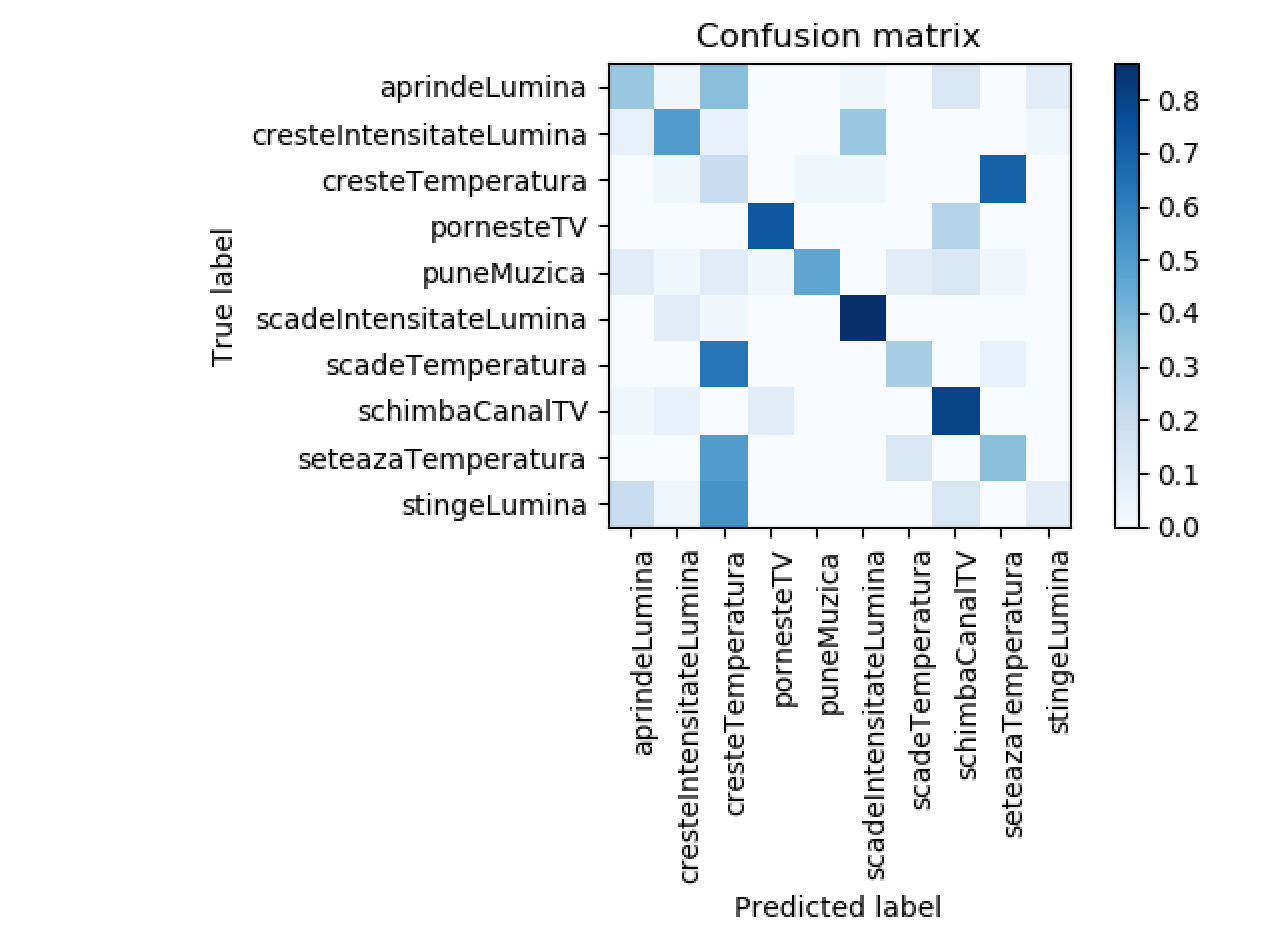 Confusion matrix
True label
aprindeLumina
cresteIntensitateLumina
cresteTemperatura
pornesteTV
puneMuzica
scadeIntensitateLumina
scadeTemperatura
schimbaCanalTV
seteazaTemperatura
stingeLumina
aprindeLumina
cresteIntensitateLumina
cresteTemperatura
pornesteTV
puneMuzica
scadeIntensitateLumina
scadeTemperatura
schimbaCanalTV
seteazaTemperatura
stingeLumina
Predicted label
0.8
0.7
0.6
0.5
0.4
0.3
0.2
0.1
0.0